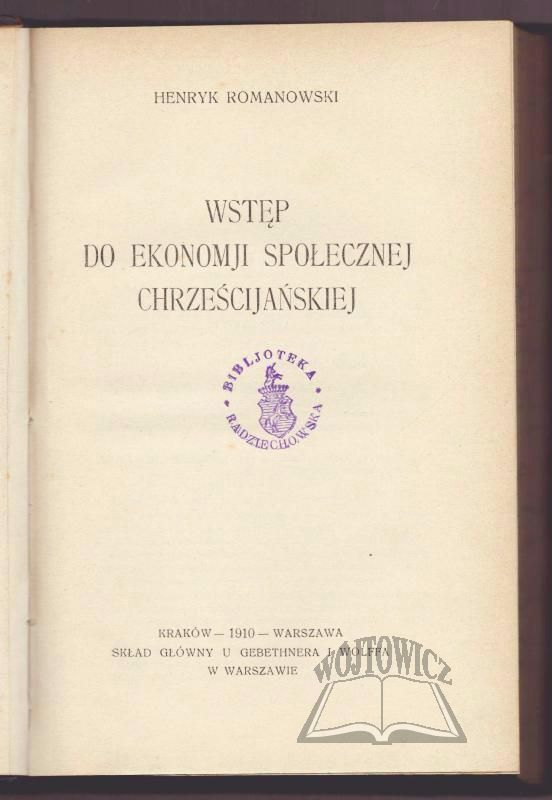 HENRYK ROMANOWSKI
WSTĘP
DO EKONOMJI SPOŁECZNEJ
CHRZEŚCIJAŃSKIEJ
* BIBLJOTEKA *
RADZIECHOWSKA
KRAKÓW — 1910 — WARSZAWA
SKŁAD GŁÓWNY U GEBETHNERA I WOLFFA
W WARSZAWIE
WÓJTOWICZ